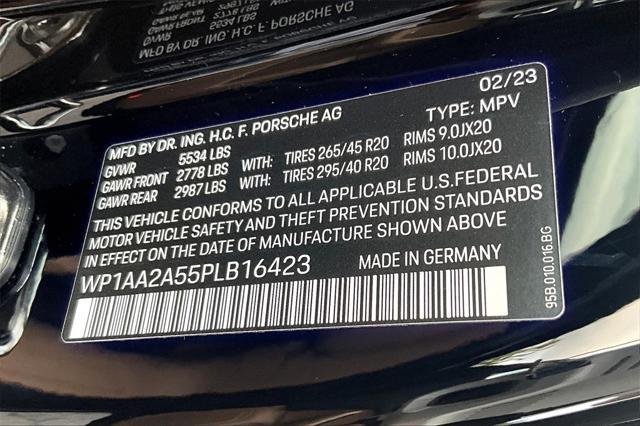 02/23
MFD BY DR. ING. H.C. F. PORSCHE AG TYPE: MPV
GVWR 5534 LBS
GAWR FRONT 2778 LBS WITH: TIRES 265/45 R20 RIMS 9.0JX20
GAWR REAR 2987 LBS WITH: TIRES 295/40 R20 RIMS 10.0JX20
THIS VEHICLE CONFORMS TO ALL APPLICABLE U.S.FEDERAL
MOTOR VEHICLE SAFETY AND THEFT PREVENTION STANDARDS
IN EFFECT ON THE DATE OF MANUFACTURE SHOWN ABOVE
WP1AA2A55PLB16423 MADE IN GERMANY
95B.010.016.BG